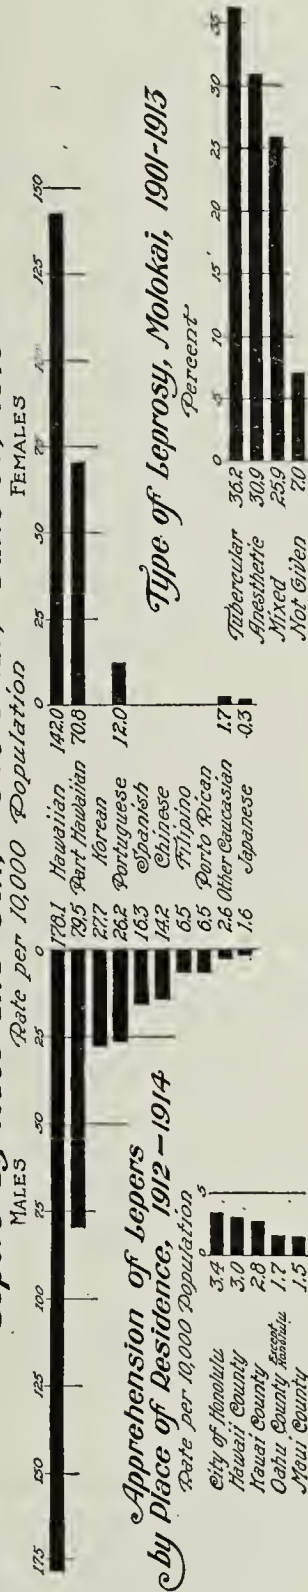 Rate per 10,000 Population
MALES FEMALES
175 150 125 100 75 50 25 0 0 25 50 75 100 125 150
178.1 Hawaiian 142.0
79.5 Part Hawaiian 70.8
27.7 Korean
26.2 Portuguese 12.0
16.3 Spanish
14.2 Chinese
6.5 Filipino
6.5 Porto Rican
2.6 Other Caucasian 1.7
1.6 Japanese 0.3
Apprehension of Lepers
by Place of Residence, 1912–1914
Rate per 10,000 Population
0 5
City of Honolulu 3.4
Hawaii County 3.0
Kauai County 2.8
Oahu County Except Honolulu 1.7
Maui County 1.5
Type of Leprosy, Molokai, 1901-1913
Percent
0 5 10 15 20 25 30 35
Tubercular 36.2
Anesthetic 30.9
Mixed 25.9
Not Given 7.0